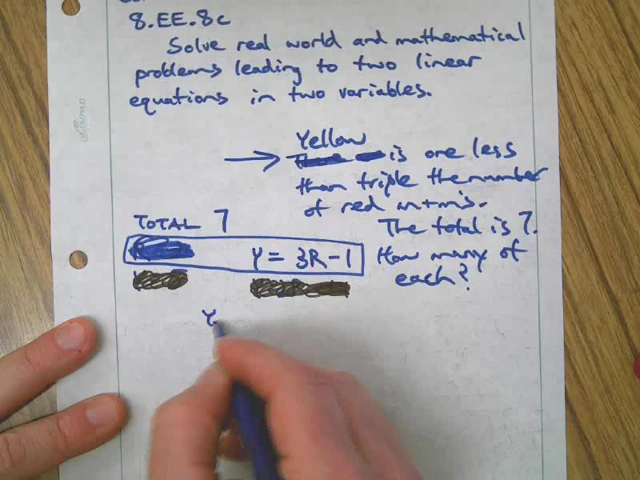 8.EE.8c
Solve real world and mathematical
problems leading to two linear
equations in two variables.
Yellow
→ is one less
than triple the number
of red m+m's.
The total is 7.
How many of
each?
TOTAL 7
Y = 3R - 1
Y